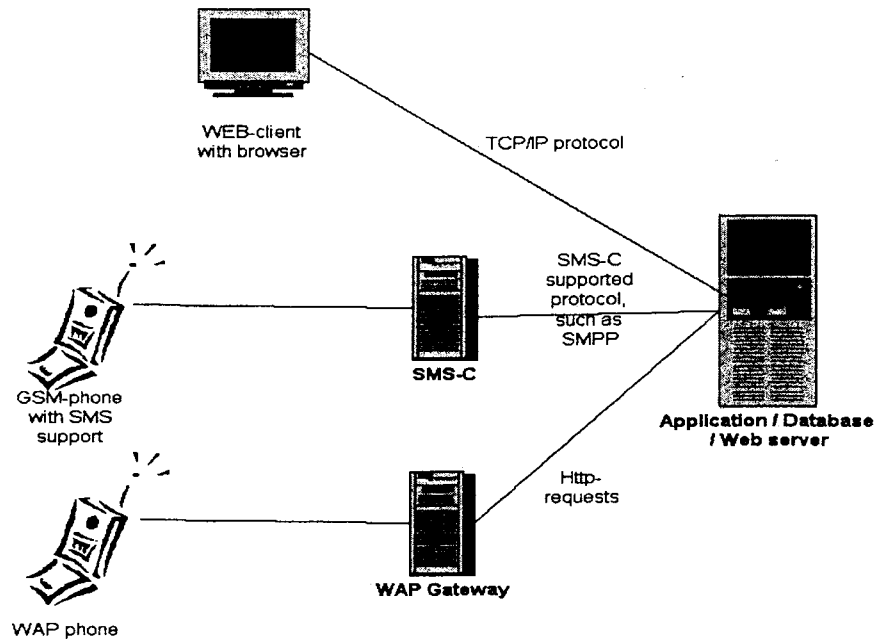 WEB-client
with browser
TCP/IP protocol
SMS-C
supported
protocol,
such as
SMPP
SMS-C
GSM-phone
with SMS
support
Application / Database
/ Web server
Http-
requests
WAP Gateway
WAP phone